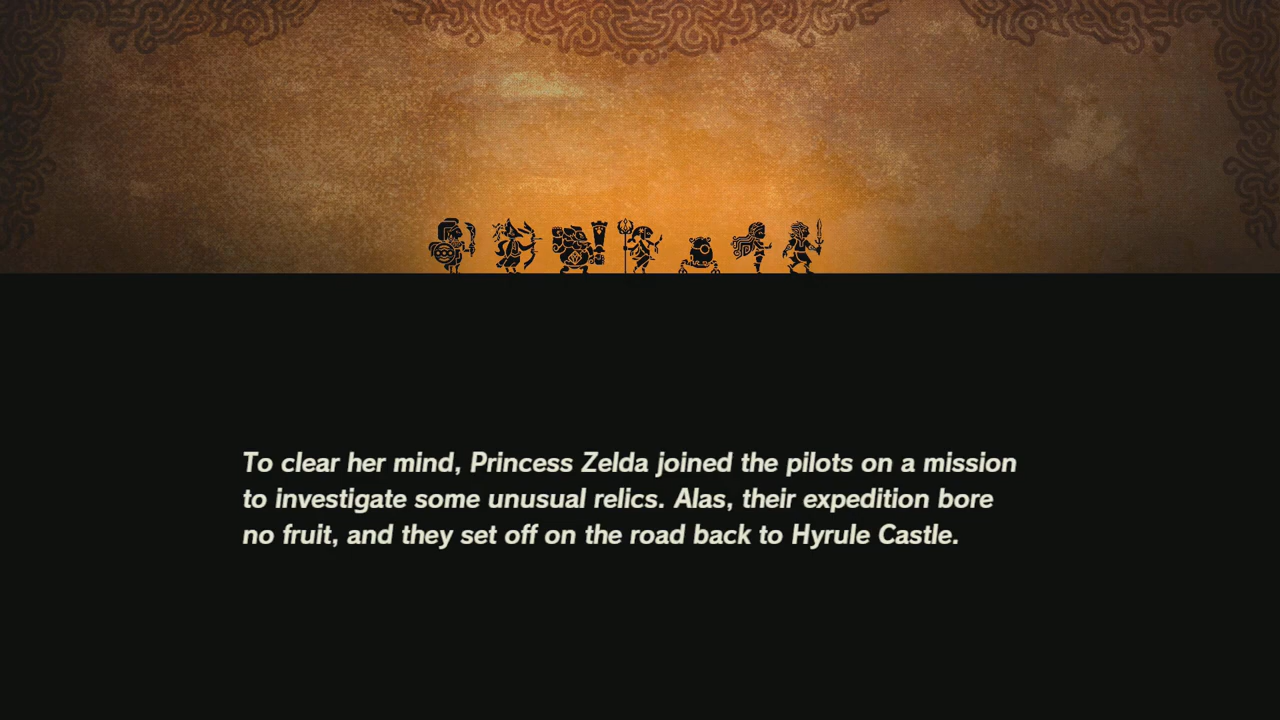 To clear her mind, Princess Zelda joined the pilots on a mission
to investigate some unusual relics. Alas, their expedition bore
no fruit, and they set off on the road back to Hyrule Castle.